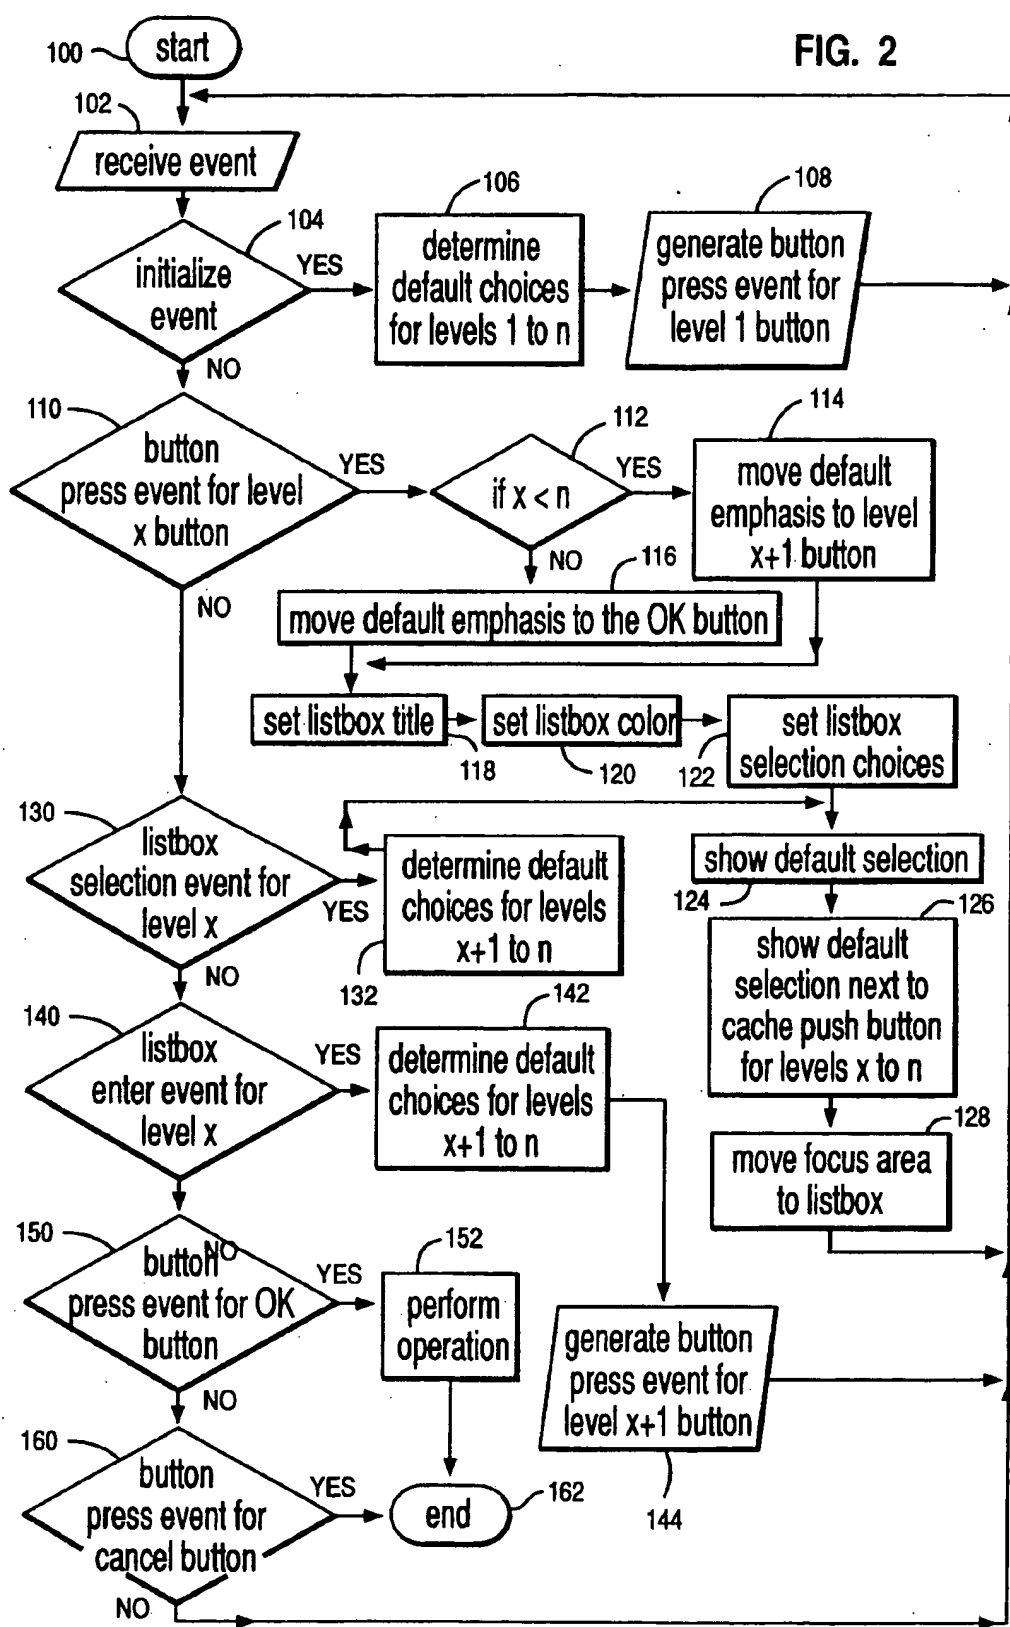 FIG. 2
100
start
102
receive event
104
initialize
event
YES
NO
106
determine
default choices
for levels 1 to n
108
generate button
press event for
level 1 button
110
button
press event for level
x button
YES
NO
112
if x < n
YES
NO
114
move default
emphasis to level
x+1 button
116
move default emphasis to the OK button
set listbox title
118
set listbox color
120
set listbox
selection choices
122
130
listbox
selection event for
level x
YES
NO
determine default
choices for levels
x+1 to n
132
show default selection
124
126
show default
selection next to
cache push button
for levels x to n
128
move focus area
to listbox
140
listbox
enter event for
level x
YES
NO
142
determine default
choices for levels
x+1 to n
generate button
press event for
level x+1 button
144
150
button
press event for OK
button
YES
NO
152
perform
operation
160
button
press event for
cancel button
YES
NO
end
162